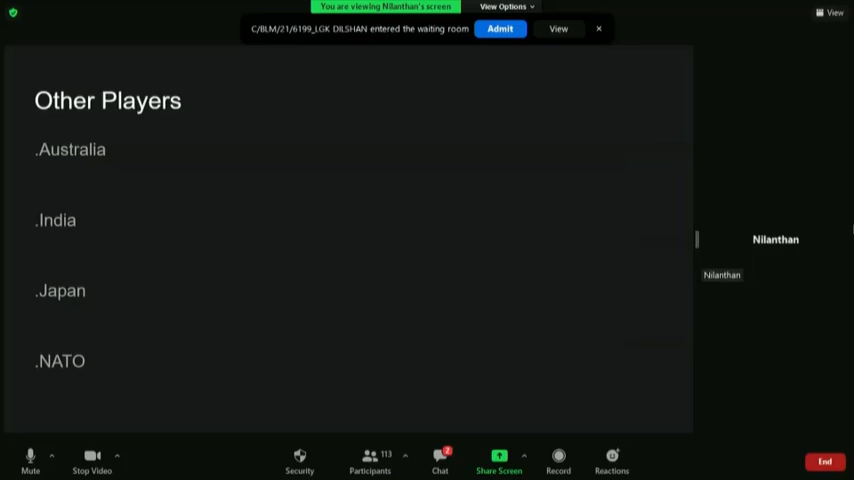 You are viewing Nilanthan's screen
View Options
View
C/BLM/21/6199_LGK DILSHAN entered the waiting room
Admit
View
Other Players
.Australia
.India
.Japan
.NATO
Nilanthan
Nilanthan
Mute
Stop Video
Security
113
Participants
2
Chat
Share Screen
Record
Reactions
End